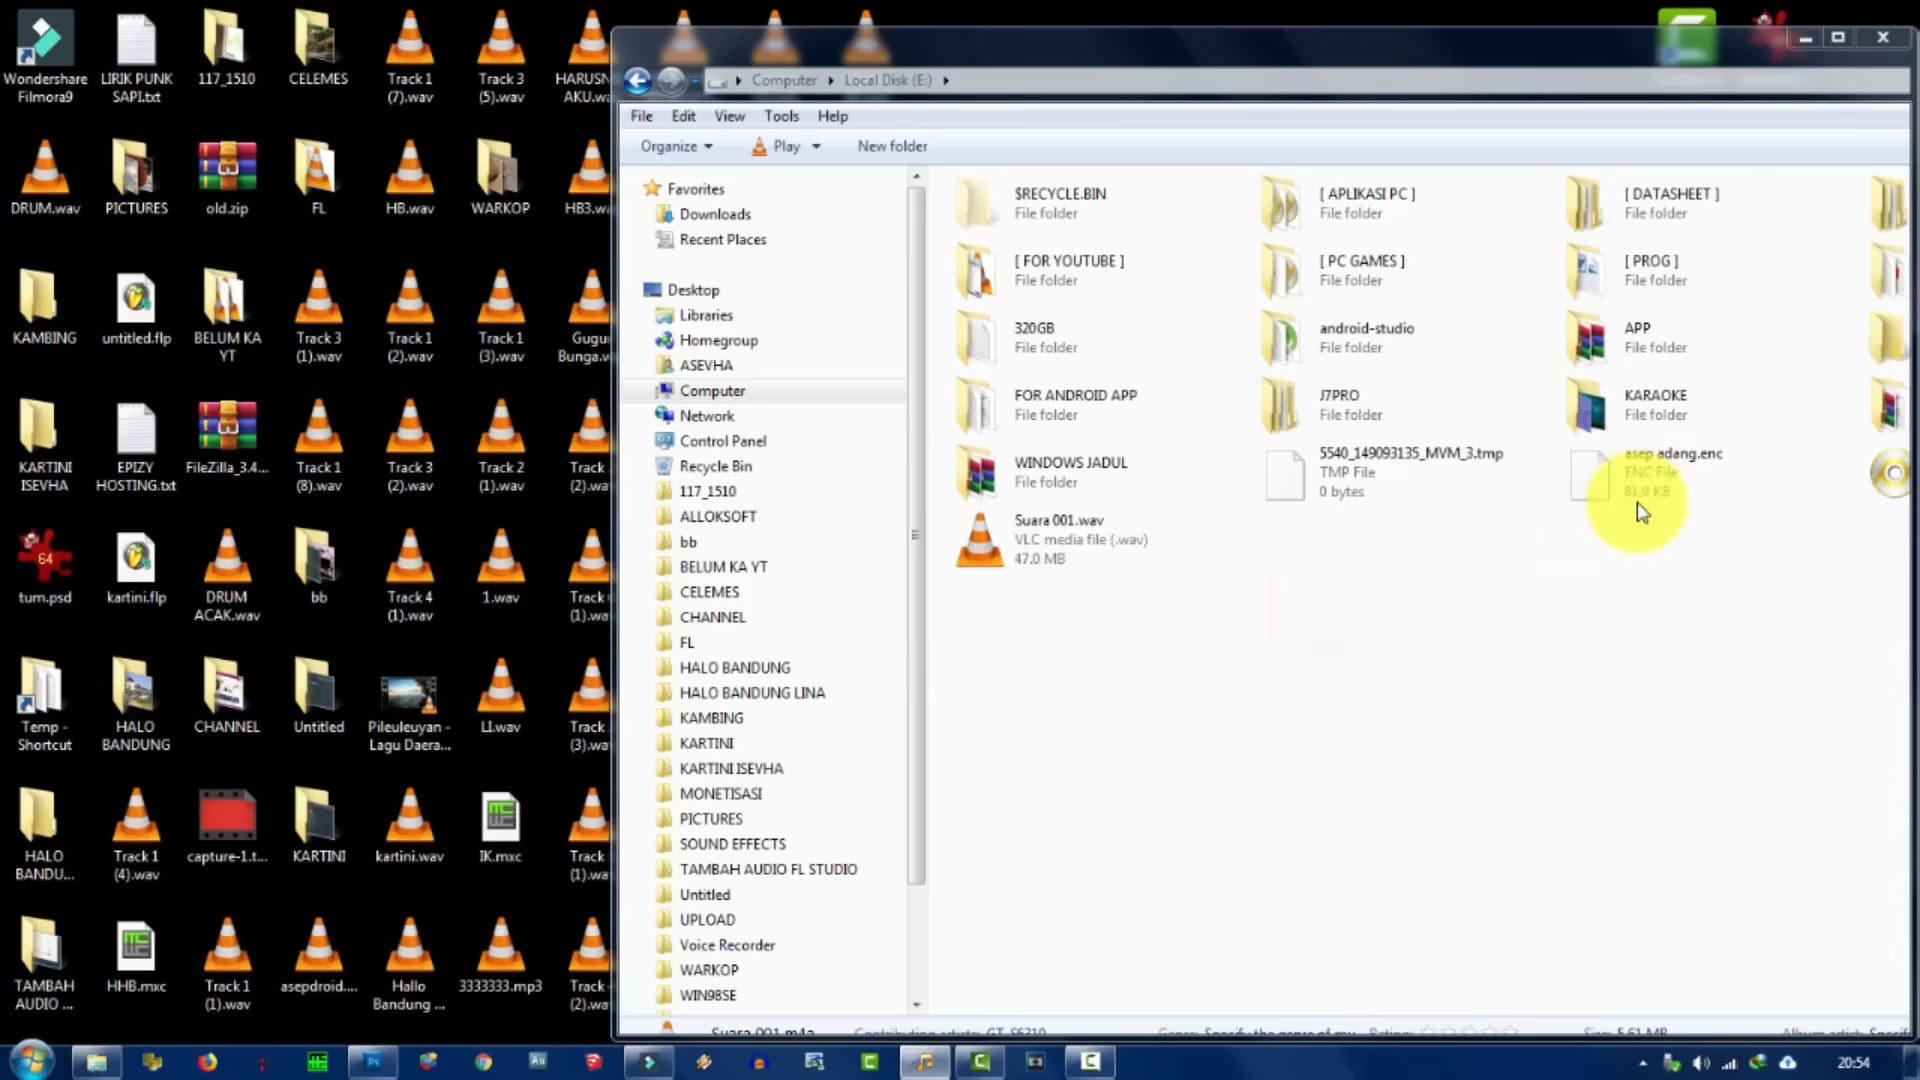 Wondershare
Filmora9
LIRIK PUNK
SAPI.txt
117_1510
CELEMES
Track 1
(7).wav
Track 3
(5).wav
HARUSN
AKU.wa
DRUM.wav
PICTURES
old.zip
FL
HB.wav
WARKOP
HB3.wa
KAMBING
untitled.flp
BELUM KA
YT
Track 3
(1).wav
Track 1
(2).wav
Track 1
(3).wav
Gugu
Bunga.w
KARTINI
ISEVHA
EPIZY
HOSTING.txt
FileZilla_3.4...
Track 1
(8).wav
Track 3
(2).wav
Track 2
(1).wav
Track
(2).wa
64
tum.psd
kartini.flp
DRUM
ACAK.wav
bb
Track 4
(1).wav
1.wav
Track
(1).wa
Temp -
Shortcut
HALO
BANDUNG
CHANNEL
Untitled
Pileuleuyan -
Lagu Daera...
LI.wav
Track
(3).wa
HALO
BANDU...
Track 1
(4).wav
capture-1.t...
KARTINI
kartini.wav
IK.mxc
Track
(1).wa
TAMBAH
AUDIO ...
HHB.mxc
Track 1
(1).wav
asepdroid....
Hallo
Bandung ...
3333333.mp3
Track
(2).wa
Computer
Local Disk (E:)
File
Edit
View
Tools
Help
Organize
Play
New folder
Favorites
Downloads
Recent Places
Desktop
Libraries
Homegroup
ASEVHA
Computer
Network
Control Panel
Recycle Bin
117_1510
ALLOKSOFT
bb
BELUM KA YT
CELEMES
CHANNEL
FL
HALO BANDUNG
HALO BANDUNG LINA
KAMBING
KARTINI
KARTINI ISEVHA
MONETISASI
PICTURES
SOUND EFFECTS
TAMBAH AUDIO FL STUDIO
Untitled
UPLOAD
Voice Recorder
WARKOP
WIN98SE
$RECYCLE.BIN
File folder
[ APLIKASI PC ]
File folder
[ DATASHEET ]
File folder
[ FOR YOUTUBE ]
File folder
[ PC GAMES ]
File folder
[ PROG ]
File folder
320GB
File folder
android-studio
File folder
APP
File folder
FOR ANDROID APP
File folder
J7PRO
File folder
KARAOKE
File folder
WINDOWS JADUL
File folder
5540_149093135_MVM_3.tmp
TMP File
0 bytes
asep adang.enc
ENC File
81.9 KB
Suara 001.wav
VLC media file (.wav)
47.0 MB
Suara 001.m4a
Contributing artists: GT-S6310
Genre: Specify the genre of my
Rating:
Size: 5.61 MB
Album artist: Specif
Ps
Au
20:54